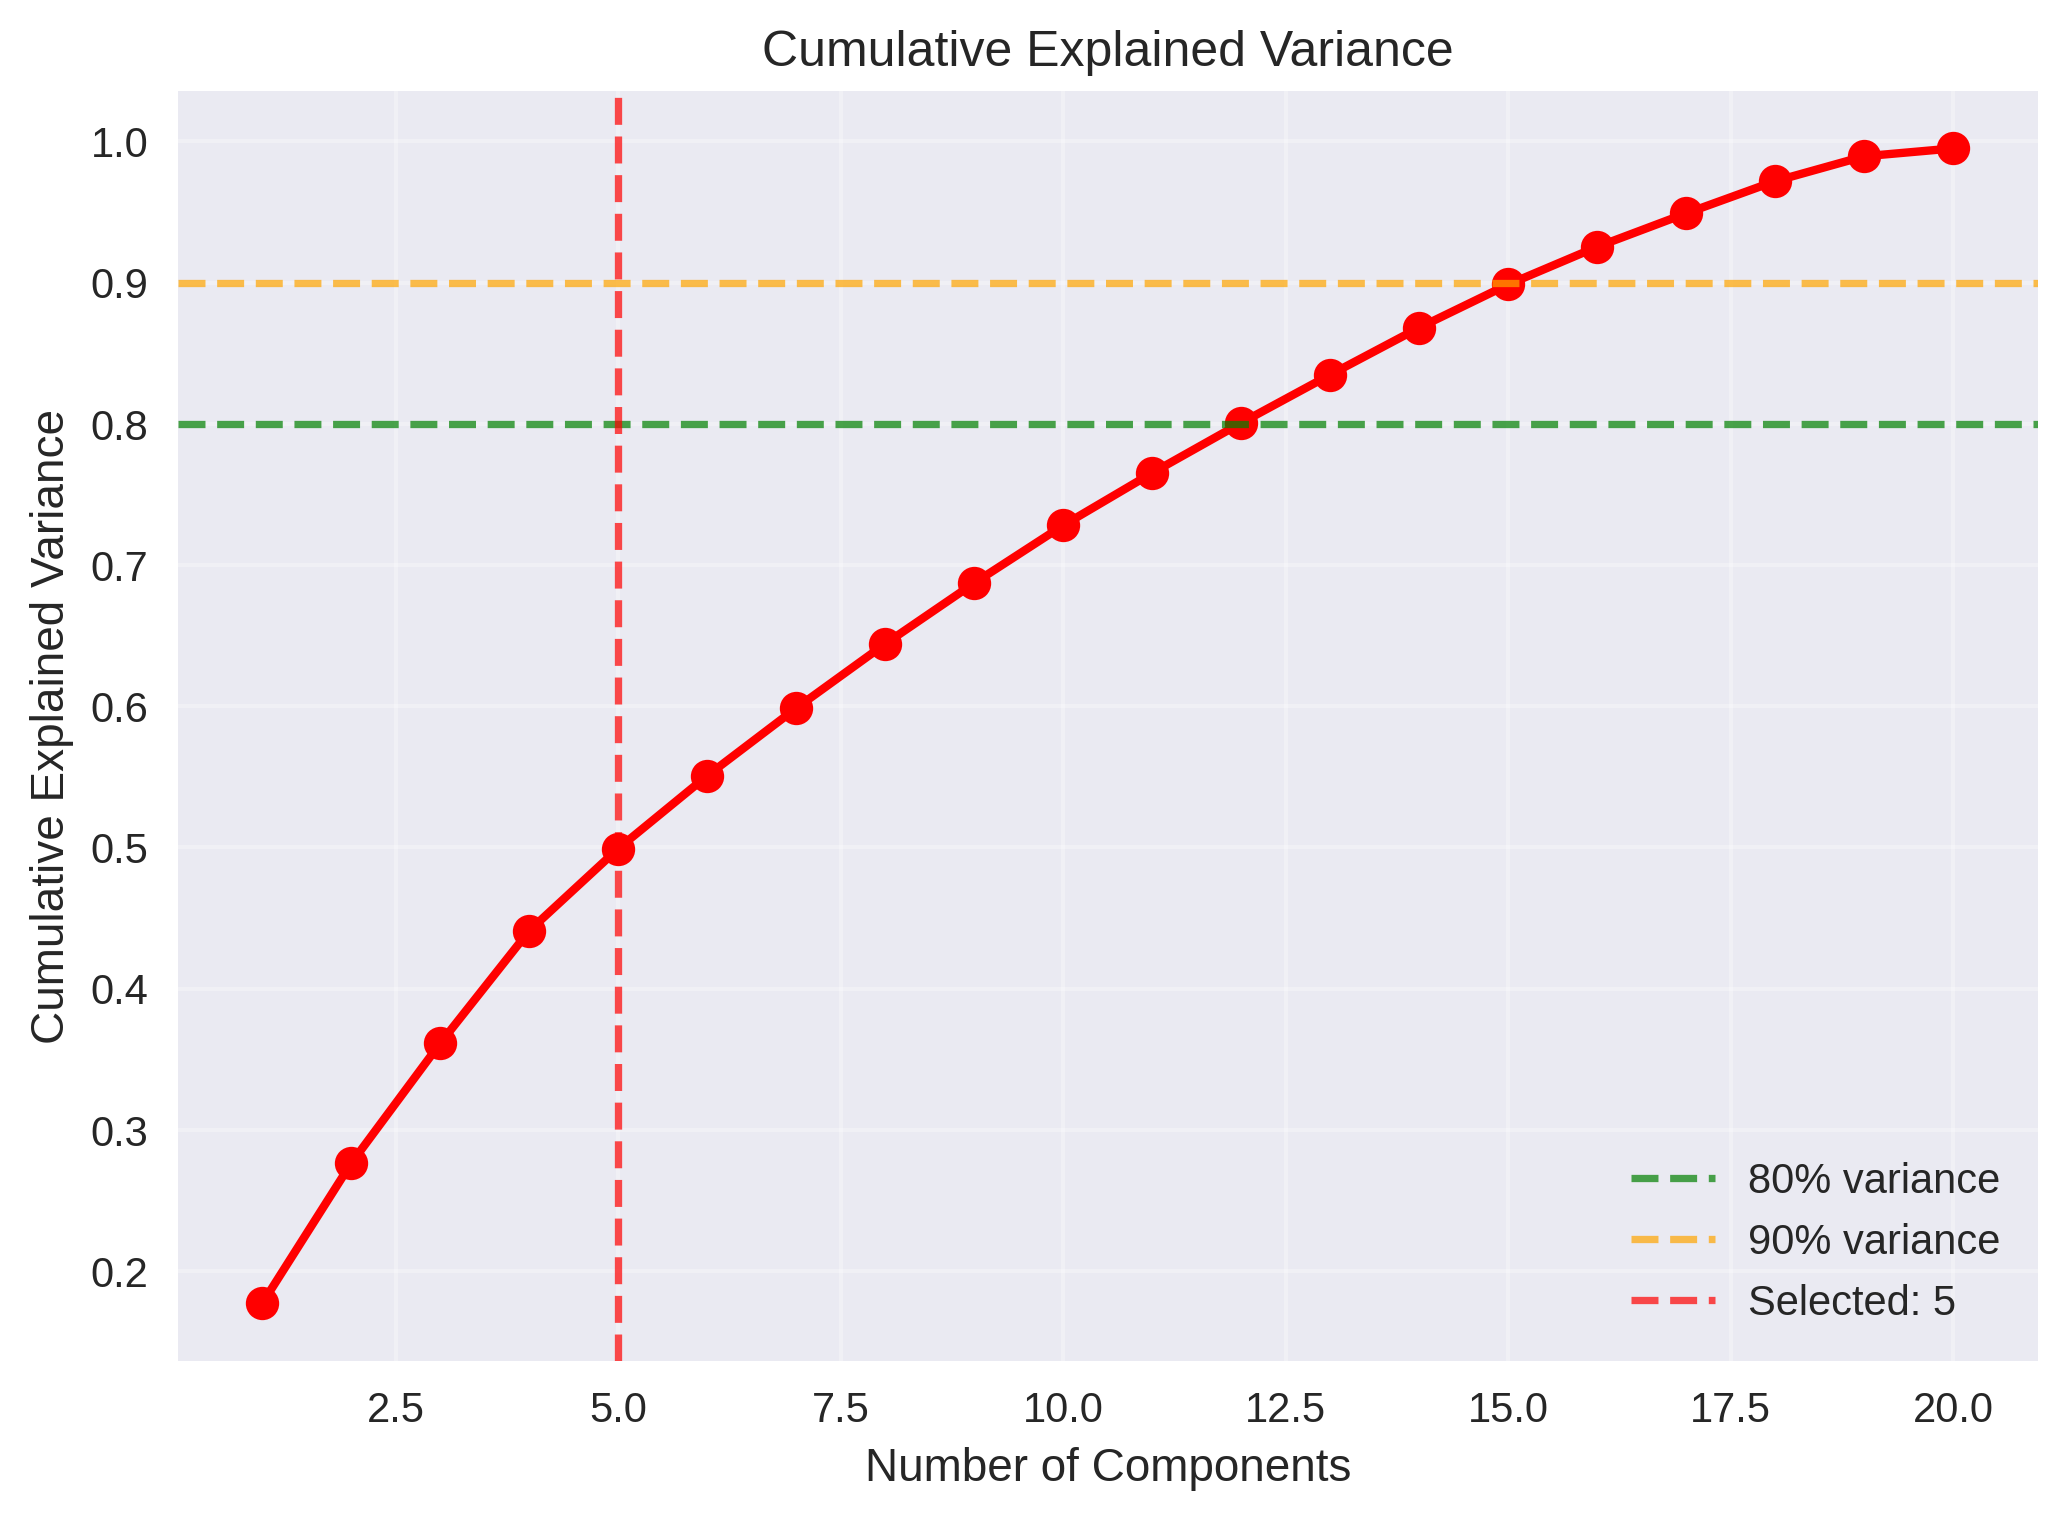 Cumulative Explained Variance
Cumulative Explained Variance
1.0
0.9
0.8
0.7
0.6
0.5
0.4
0.3
0.2
80% variance
90% variance
Selected: 5
2.5 5.0 7.5 10.0 12.5 15.0 17.5 20.0
Number of Components